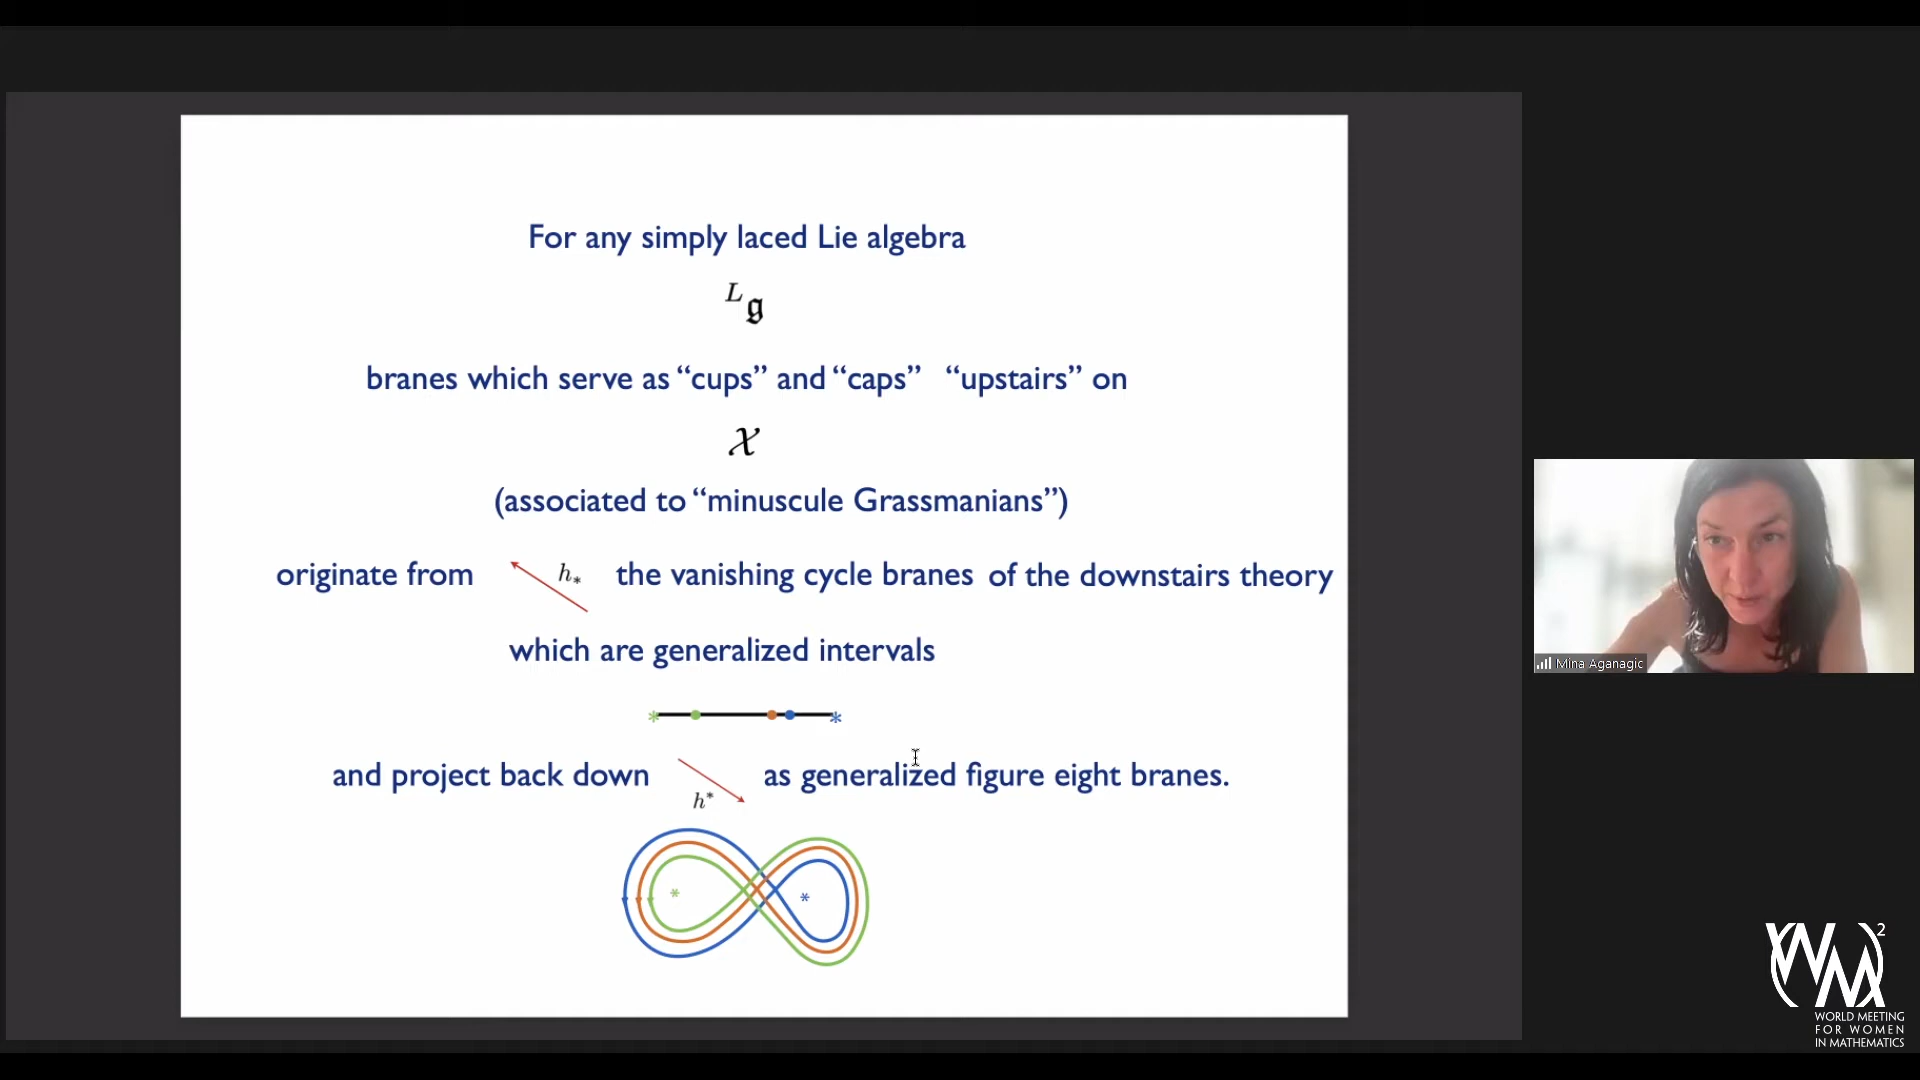 For any simply laced Lie algebra
ᴸ𝔤
branes which serve as “cups” and “caps” “upstairs” on
𝒳
(associated to “minuscule Grassmanians”)
originate from h_* the vanishing cycle branes of the downstairs theory
which are generalized intervals
* *
and project back down h^* as generalized figure eight branes.
* *
Mina Aganagic
WM² 
WORLD MEETING
FOR WOMEN
IN MATHEMATICS